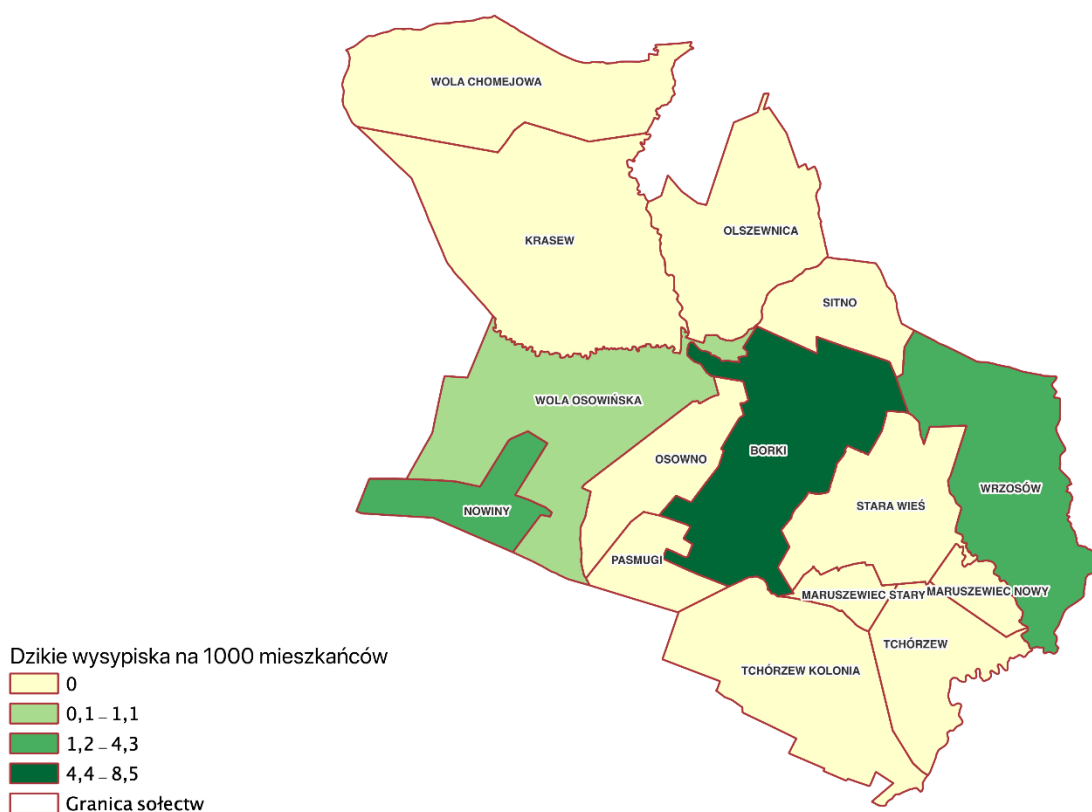 WOLA CHOMEJOWA
OLSZEWNICA
KRASEW
SITNO
WOLA OSOWIŃSKA
BORKI
OSOWNO
WRZOSÓW
STARA WIEŚ
NOWINY
PASMUGI
MARUSZEWIEC STARY
MARUSZEWIEC NOWY
TCHÓRZEW
TCHÓRZEW KOLONIA
Dzikie wysypiska na 1000 mieszkańców
0
0,1 – 1,1
1,2 – 4,3
4,4 – 8,5
Granica sołectw